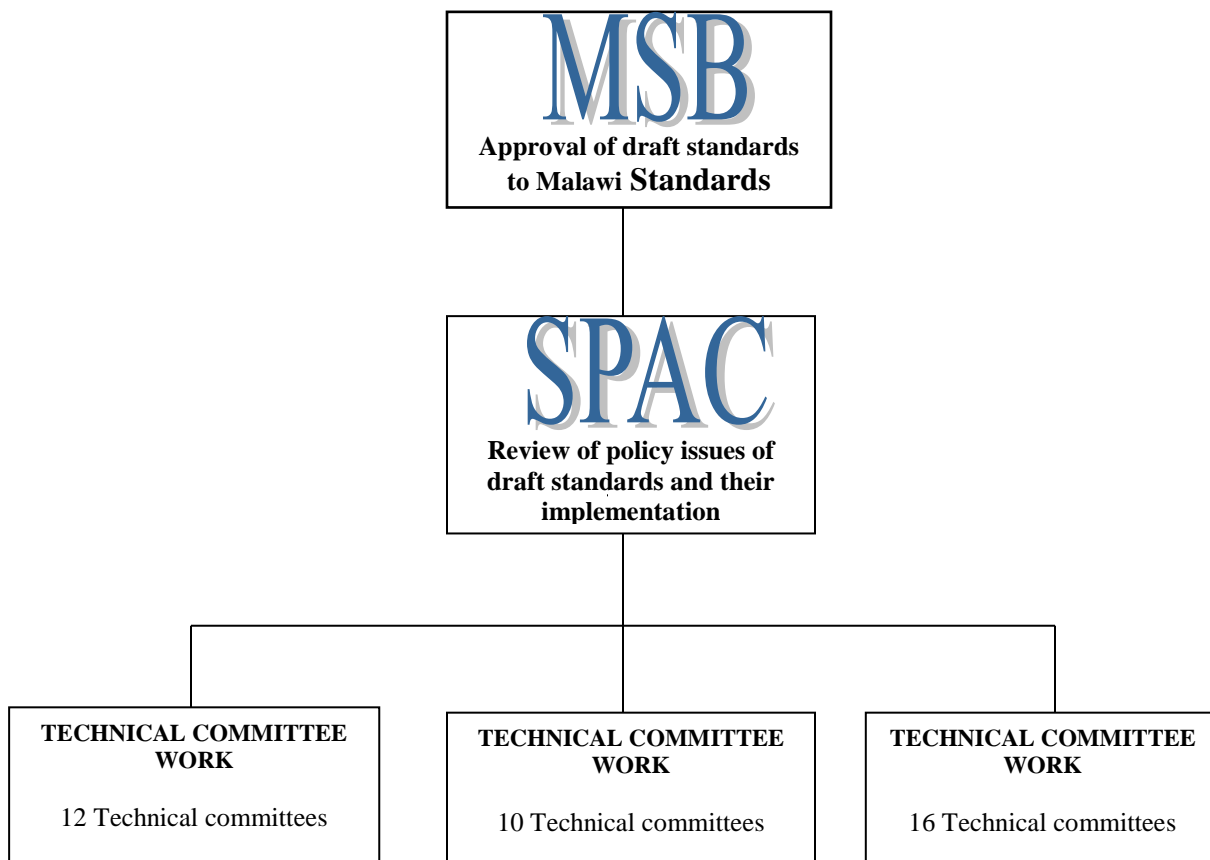 MSB
Approval of draft standards
to Malawi Standards
SPAC
Review of policy issues of
draft standards and their
implementation
TECHNICAL COMMITTEE
WORK
12 Technical committees
TECHNICAL COMMITTEE
WORK
10 Technical committees
TECHNICAL COMMITTEE
WORK
16 Technical committees